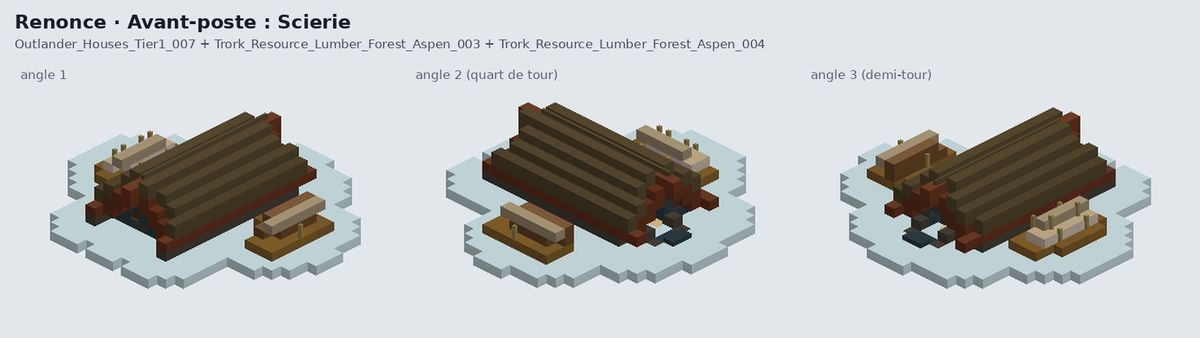 Renonce · Avant-poste : Scierie
Outlander_Houses_Tier1_007 + Trork_Resource_Lumber_Forest_Aspen_003 + Trork_Resource_Lumber_Forest_Aspen_004
angle 1
angle 2 (quart de tour)
angle 3 (demi-tour)